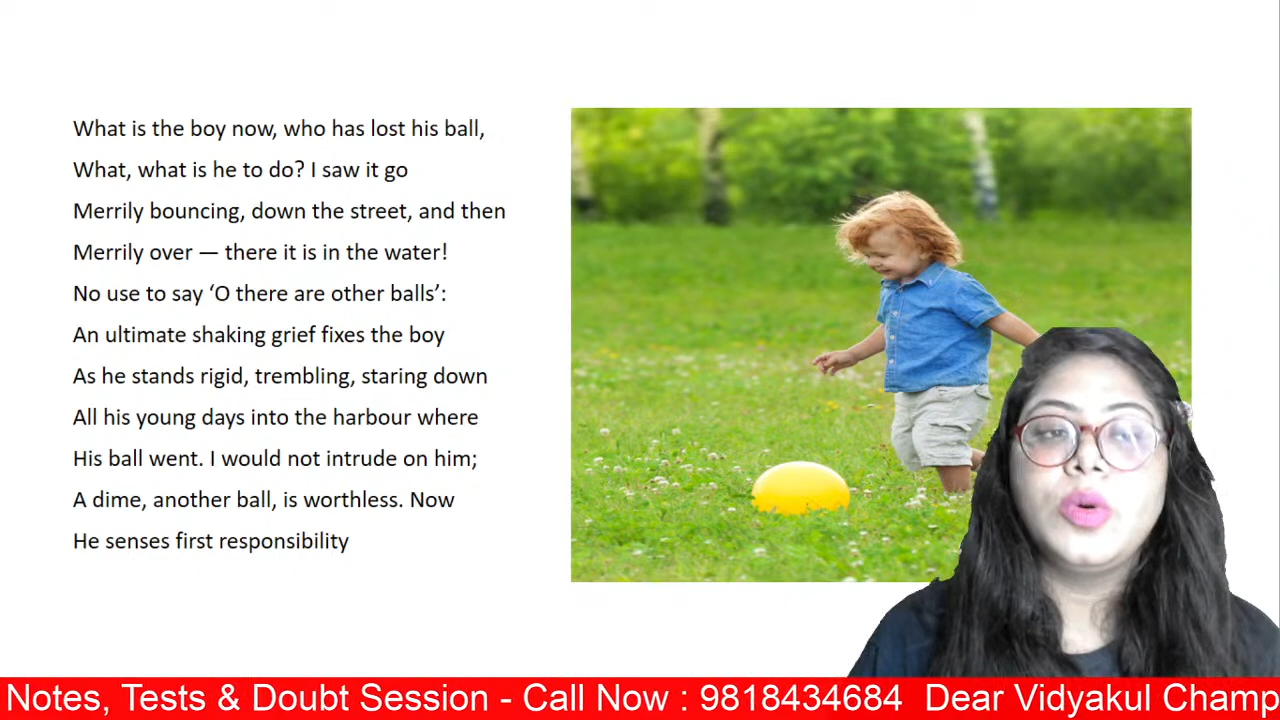 What is the boy now, who has lost his ball,
What, what is he to do? I saw it go
Merrily bouncing, down the street, and then
Merrily over — there it is in the water!
No use to say ‘O there are other balls’:
An ultimate shaking grief fixes the boy
As he stands rigid, trembling, staring down
All his young days into the harbour where
His ball went. I would not intrude on him;
A dime, another ball, is worthless. Now
He senses first responsibility
Notes, Tests & Doubt Session - Call Now : 9818434684 Dear Vidyakul Champ